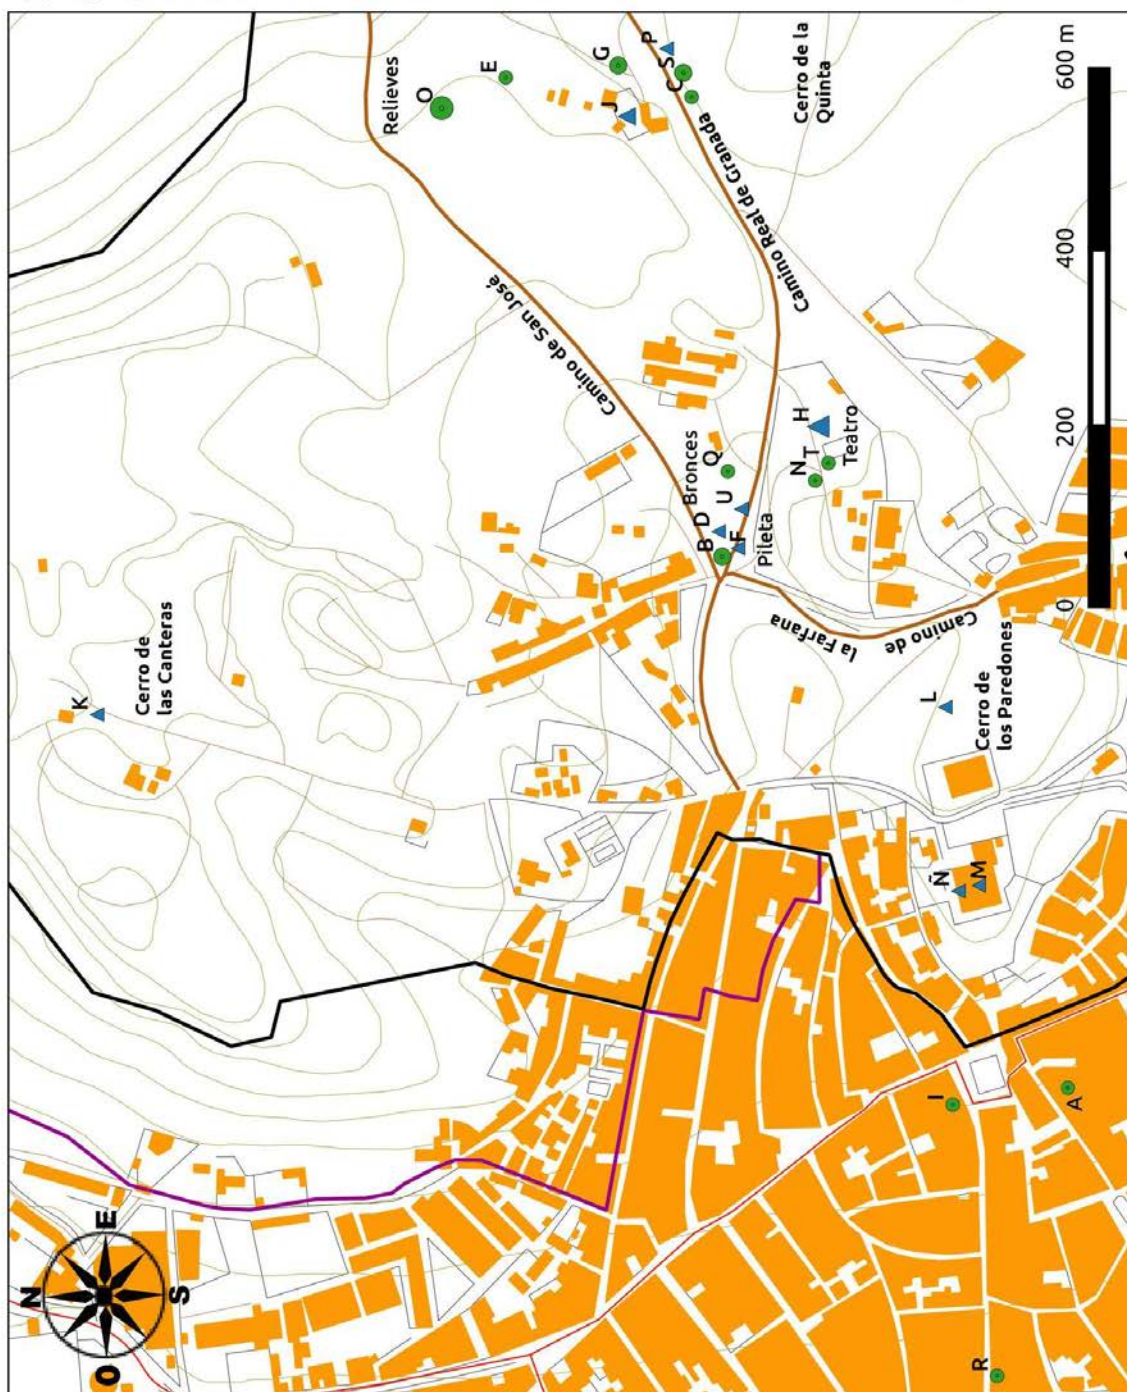 N
O
E
S
K
Cerro de
las Canteras
Relieves
O
E
Camino de San José
G
J
P
S
C
Bronces
B
D
Q
U
F
Pileta
Camino Real de Granada
Cerro de la
Quinta
N
T
H
Teatro
Camino de
la Farfana
L
Cerro de
los Paredones
Ñ
M
I
A
R
0 200 400 600 m